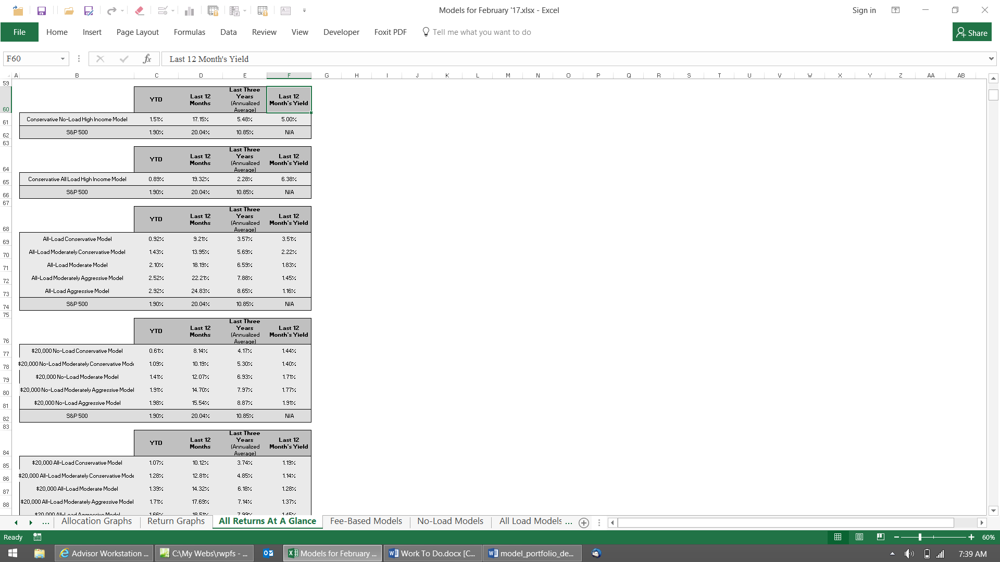 Models for February '17.xlsx - Excel
Sign in
File Home Insert Page Layout Formulas Data Review View Developer Foxit PDF Tell me what you want to do Share
F60 fx Last 12 Month's Yield
A B C D E F G H I J K L M N O P Q R S T U V W X Y Z AA AB
59
YTD Last 12 Months Last Three Years (Annualized Average) Last 12 Month's Yield
60
61 Conservative No-Load High Income Model 1.51% 17.15% 5.48% 5.00%
62 S&P 500 1.90% 20.04% 10.85% N/A
63
YTD Last 12 Months Last Three Years (Annualized Average) Last 12 Month's Yield
64
65 Conservative All Load High Income Model 0.89% 19.32% 2.28% 6.38%
66 S&P 500 1.90% 20.04% 10.85% N/A
67
YTD Last 12 Months Last Three Years (Annualized Average) Last 12 Month's Yield
68
69 All-Load Conservative Model 0.92% 9.21% 3.57% 3.51%
70 All-Load Moderately Conservative Model 1.43% 13.95% 5.69% 2.22%
71 All-Load Moderate Model 2.10% 18.19% 6.59% 1.83%
72 All-Load Moderately Aggressive Model 2.52% 22.21% 7.88% 1.45%
73 All-Load Aggressive Model 2.92% 24.83% 8.65% 1.16%
74 S&P 500 1.90% 20.04% 10.85% N/A
75
YTD Last 12 Months Last Three Years (Annualized Average) Last 12 Month's Yield
76
77 $20,000 No-Load Conservative Model 0.61% 8.14% 4.17% 1.44%
78 $20,000 No-Load Moderately Conservative Mode 1.09% 10.19% 5.30% 1.40%
79 $20,000 No-Load Moderate Model 1.41% 12.07% 6.93% 1.71%
80 $20,000 No-Load Moderately Aggressive Model 1.91% 14.70% 7.97% 1.77%
81 $20,000 No-Load Aggressive Model 1.98% 15.54% 8.87% 1.91%
82 S&P 500 1.90% 20.04% 10.85% N/A
83
YTD Last 12 Months Last Three Years (Annualized Average) Last 12 Month's Yield
84
85 $20,000 All-Load Conservative Model 1.07% 10.12% 3.74% 1.19%
86 $20,000 All-Load Moderately Conservative Mode 1.28% 12.81% 4.85% 1.14%
87 $20,000 All-Load Moderate Model 1.39% 14.32% 6.18% 1.28%
88 $20,000 All-Load Moderately Aggressive Model 1.71% 17.69% 7.14% 1.37%
$20,000 All-Load Aggressive Model 1.66% 18.51% 7.99% 1.45%
... Allocation Graphs Return Graphs All Returns At A Glance Fee-Based Models No-Load Models All Load Models ...
Ready 60%
Advisor Workstation ... C:\My Webs\rwpfs - ... Models for February ... Work To Do.docx [C... model_portfolio_de... 7:39 AM